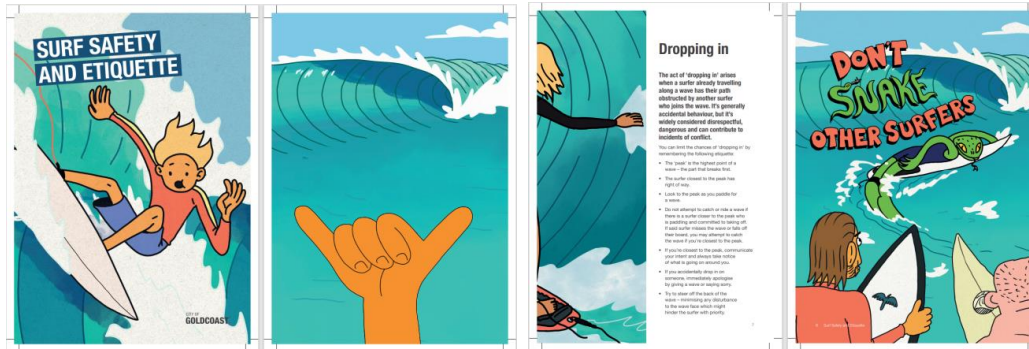 SURF SAFETY
AND ETIQUETTE
CITY OF
GOLDCOAST.
Dropping in
The act of 'dropping in' arises
when a surfer already travelling
along a wave has their path
obstructed by another surfer
who joins the wave. It's generally
accidental behaviour, but it's
widely considered disrespectful,
dangerous and can contribute to
incidents of conflict.
You can limit the chances of 'dropping in' by
remembering the following etiquette:
• The 'peak' is the highest point of a
wave – the part that breaks first.
• The surfer closest to the peak has
right of way.
• Look to the peak as you paddle for
a wave.
• Do not attempt to catch or ride a wave if
there is a surfer closer to the peak who
is paddling and committed to taking off.
If said surfer misses the wave or falls off
their board, you may attempt to catch
the wave if you're closest to the peak.
• If you're closest to the peak, communicate
your intent and always take notice
of what is going on around you.
• If you accidentally drop in on
someone, immediately apologise
by giving a wave or saying sorry.
• Try to steer off the back of the
wave – minimising any disturbance
to the wave face which might
hinder the surfer with priority.
DON'T
SNAKE
OTHER SURFERS
Surf Safety and Etiquette